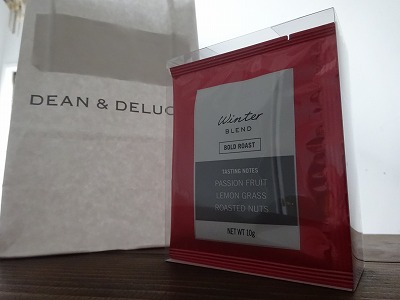 DEAN & DELUC
Winter
BLEND
BOLD ROAST
TASTING NOTES
PASSION FRUIT
LEMON GRASS
ROASTED NUTS
NET WT 10g